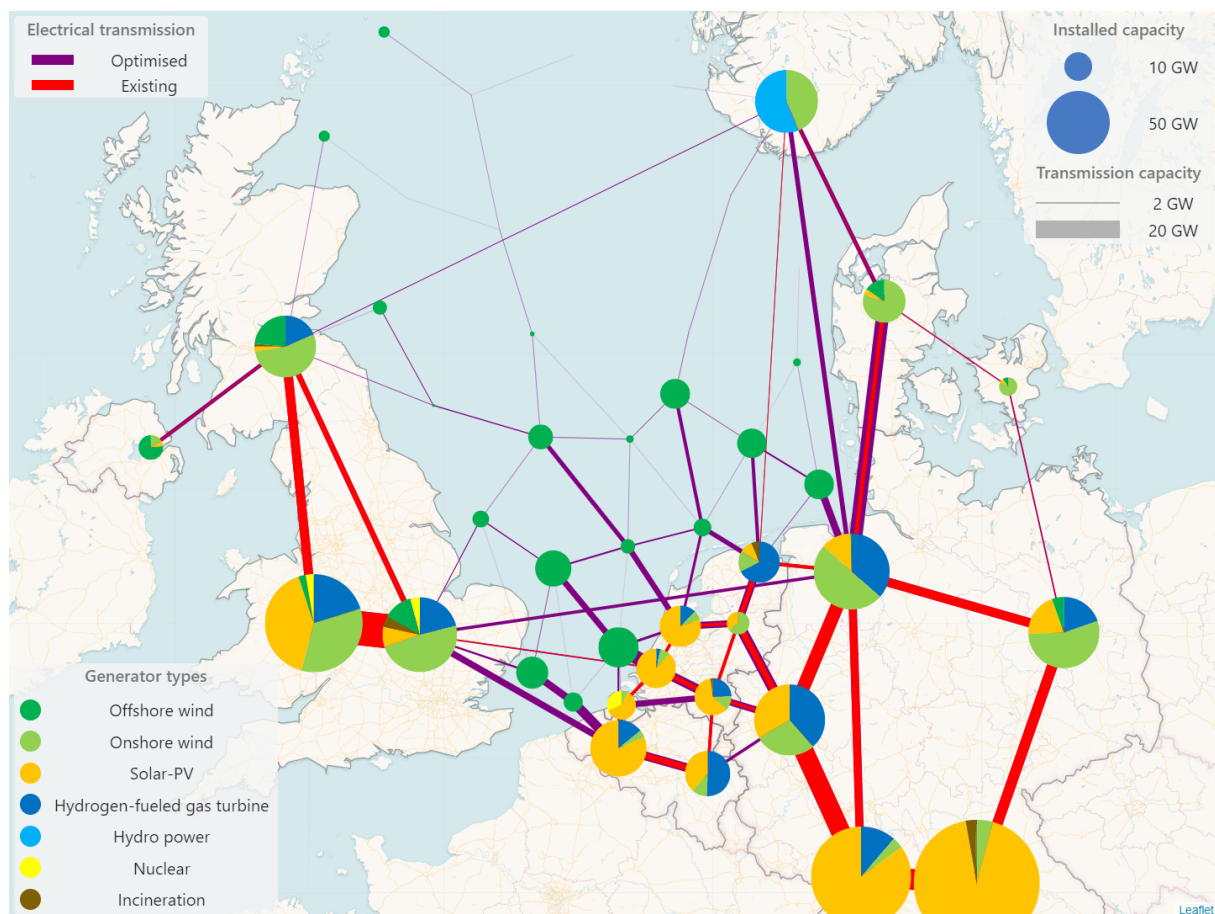 Electrical transmission
Optimised
Existing
Installed capacity
10 GW
50 GW
Transmission capacity
2 GW
20 GW
Generator types
Offshore wind
Onshore wind
Solar-PV
Hydrogen-fueled gas turbine
Hydro power
Nuclear
Incineration
Leaflet